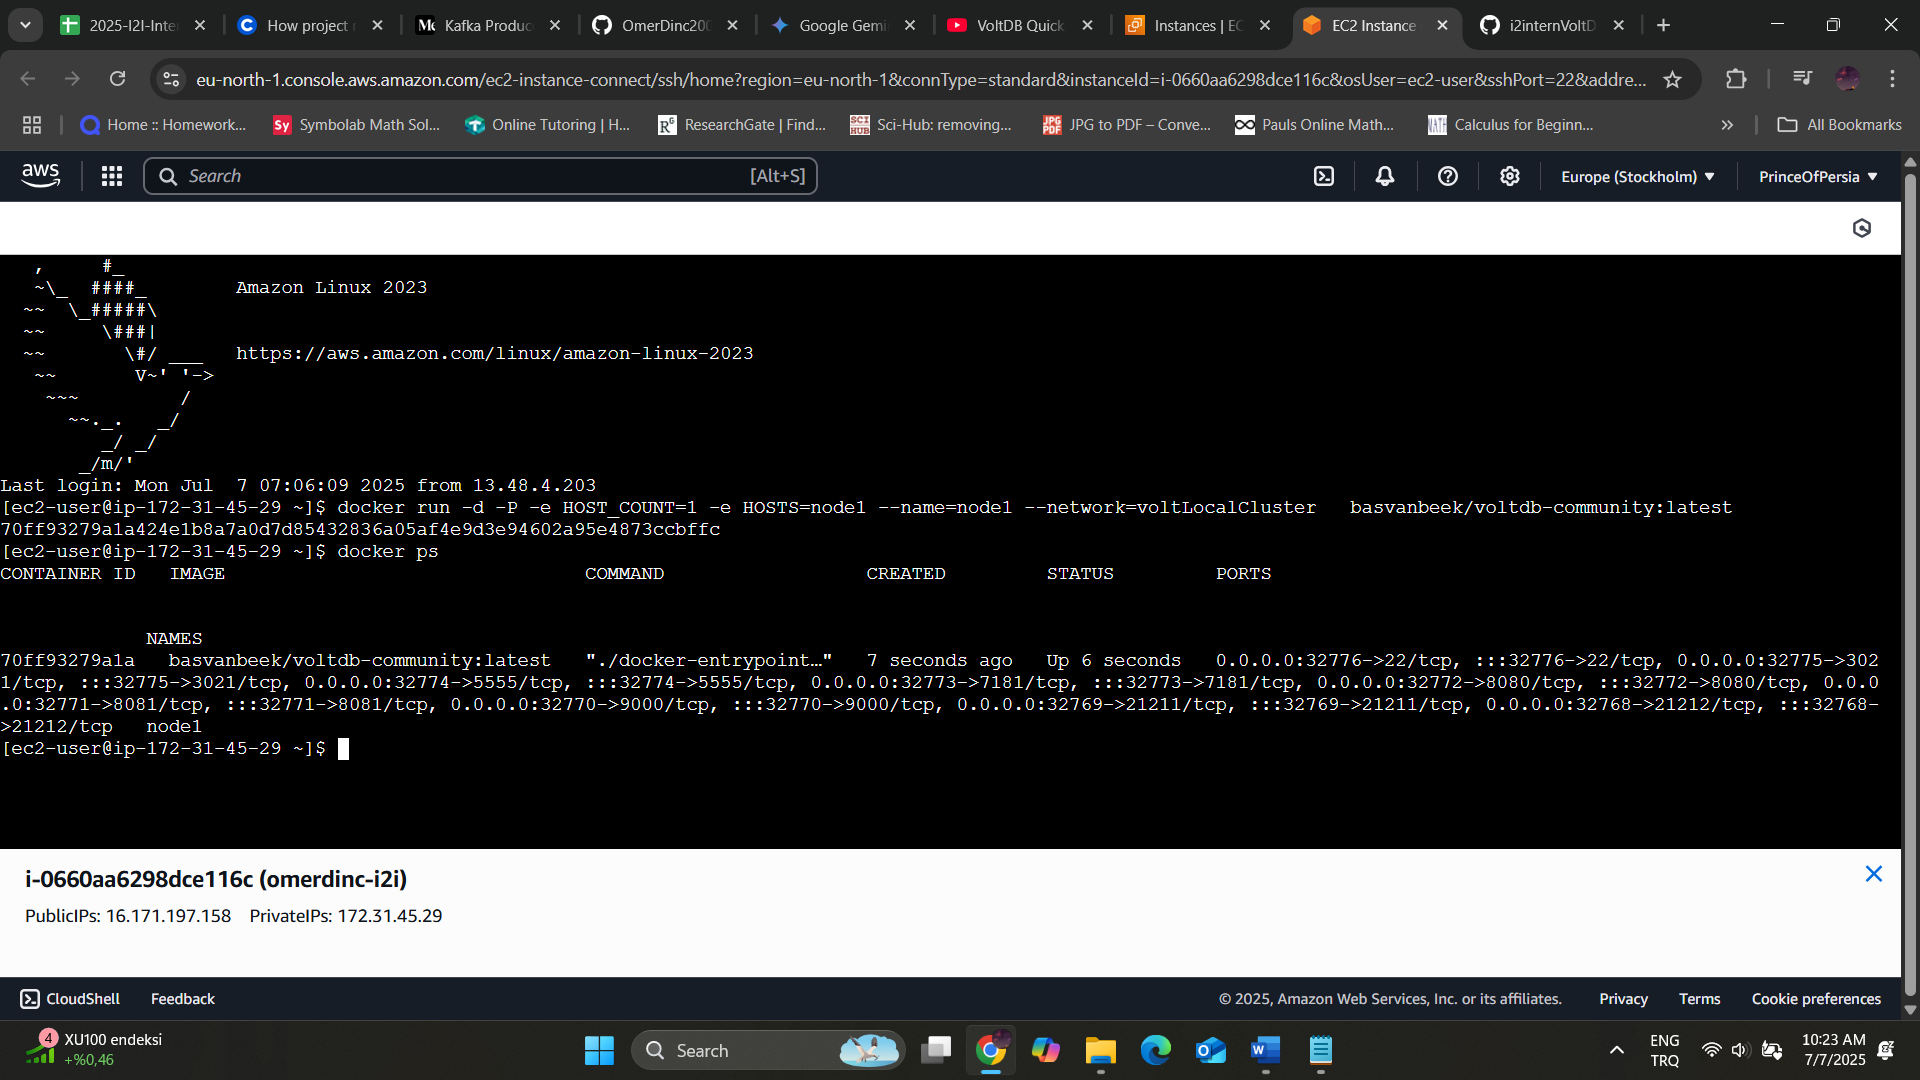 2025-I2I-Inter
How project r
Kafka Produc
OmerDinc200
Google Gemi
VoltDB Quick
Instances | EC
EC2 Instance
i2internVoltD
eu-north-1.console.aws.amazon.com/ec2-instance-connect/ssh/home?region=eu-north-1&connType=standard&instanceId=i-0660aa6298dce116c&osUser=ec2-user&sshPort=22&addre...
Home :: Homework...
Sy Symbolab Math Sol...
Online Tutoring | H...
ResearchGate | Find...
SCI HUB Sci-Hub: removing...
JPG PDF JPG to PDF – Conve...
Pauls Online Math...
MATH Calculus for Beginn...
All Bookmarks
aws
Search
[Alt+S]
Europe (Stockholm)
PrinceOfPersia
   ,     #_
   ~\_  ####_        Amazon Linux 2023
  ~~  \_#####\
  ~~     \###|
  ~~       \#/ ___   https://aws.amazon.com/linux/amazon-linux-2023
   ~~       V~' '->
    ~~~         /
      ~~._.   _/
         _/ _/
       _/m/'
Last login: Mon Jul  7 07:06:09 2025 from 13.48.4.203
[ec2-user@ip-172-31-45-29 ~]$ docker run -d -P -e HOST_COUNT=1 -e HOSTS=node1 --name=node1 --network=voltLocalCluster   basvanbeek/voltdb-community:latest
70ff93279a1a424e1b8a7a0d7d85432836a05af4e9d3e94602a95e4873ccbffc
[ec2-user@ip-172-31-45-29 ~]$ docker ps
CONTAINER ID   IMAGE                                COMMAND                  CREATED         STATUS         PORTS
             NAMES
70ff93279a1a   basvanbeek/voltdb-community:latest   "./docker-entrypoint…"   7 seconds ago   Up 6 seconds   0.0.0.0:32776->22/tcp, :::32776->22/tcp, 0.0.0.0:32775->302
1/tcp, :::32775->3021/tcp, 0.0.0.0:32774->5555/tcp, :::32774->5555/tcp, 0.0.0.0:32773->7181/tcp, :::32773->7181/tcp, 0.0.0.0:32772->8080/tcp, :::32772->8080/tcp, 0.0.0
.0:32771->8081/tcp, :::32771->8081/tcp, 0.0.0.0:32770->9000/tcp, :::32770->9000/tcp, 0.0.0.0:32769->21211/tcp, :::32769->21211/tcp, 0.0.0.0:32768->21212/tcp, :::32768-
>21212/tcp   node1
[ec2-user@ip-172-31-45-29 ~]$
i-0660aa6298dce116c (omerdinc-i2i)
PublicIPs: 16.171.197.158   PrivateIPs: 172.31.45.29
CloudShell
Feedback
© 2025, Amazon Web Services, Inc. or its affiliates.
Privacy
Terms
Cookie preferences
4
XU100 endeksi
+%0,46
Search
ENG
TRQ
10:23 AM
7/7/2025